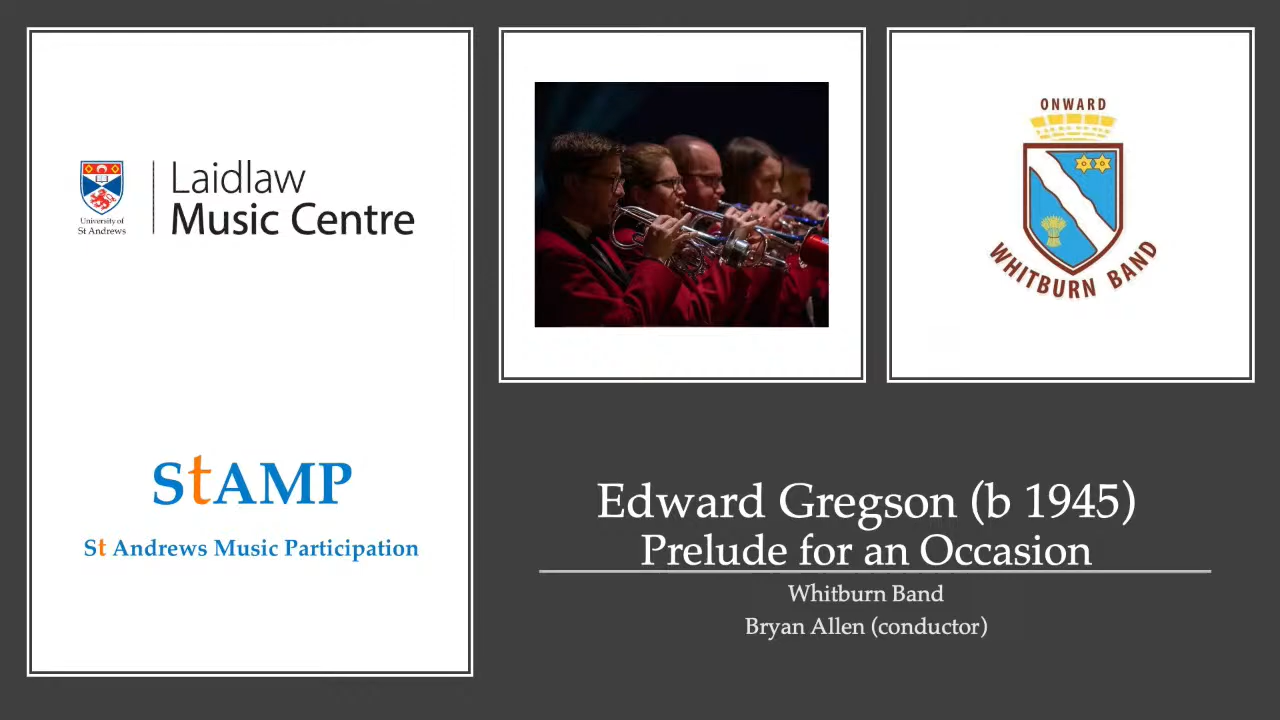 University of
St Andrews
Laidlaw
Music Centre
StAMP
St Andrews Music Participation
ONWARD
WHITBURN BAND
Edward Gregson (b 1945)
Prelude for an Occasion
Whitburn Band
Bryan Allen (conductor)